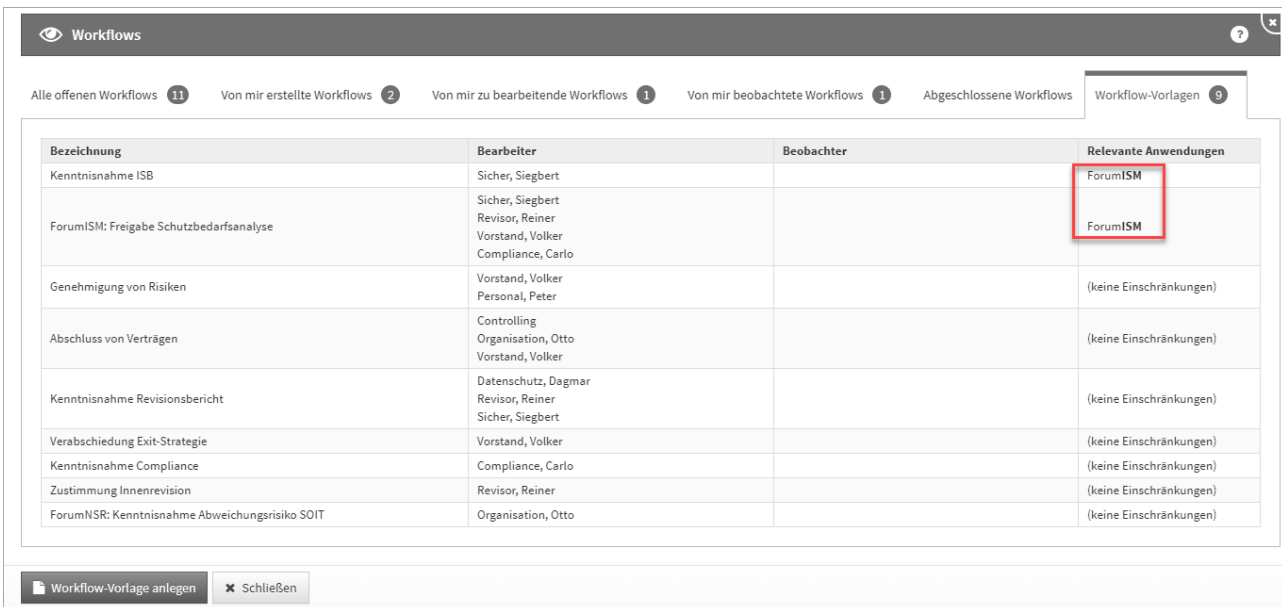 Workflows ?
Alle offenen Workflows 11 Von mir erstellte Workflows 2 Von mir zu bearbeitende Workflows 1 Von mir beobachtete Workflows 1 Abgeschlossene Workflows Workflow-Vorlagen 9
Bezeichnung Bearbeiter Beobachter Relevante Anwendungen
Kenntnisnahme ISB Sicher, Siegbert ForumISM
ForumISM: Freigabe Schutzbedarfsanalyse
Sicher, Siegbert
Revisor, Reiner
Vorstand, Volker
Compliance, Carlo
ForumISM
Genehmigung von Risiken
Vorstand, Volker
Personal, Peter
(keine Einschränkungen)
Abschluss von Verträgen
Controlling
Organisation, Otto
Vorstand, Volker
(keine Einschränkungen)
Kenntnisnahme Revisionsbericht
Datenschutz, Dagmar
Revisor, Reiner
Sicher, Siegbert
(keine Einschränkungen)
Verabschiedung Exit-Strategie Vorstand, Volker (keine Einschränkungen)
Kenntnisnahme Compliance Compliance, Carlo (keine Einschränkungen)
Zustimmung Innenrevision Revisor, Reiner (keine Einschränkungen)
ForumNSR: Kenntnisnahme Abweichungsrisiko SOIT Organisation, Otto (keine Einschränkungen)
Workflow-Vorlage anlegen Schließen